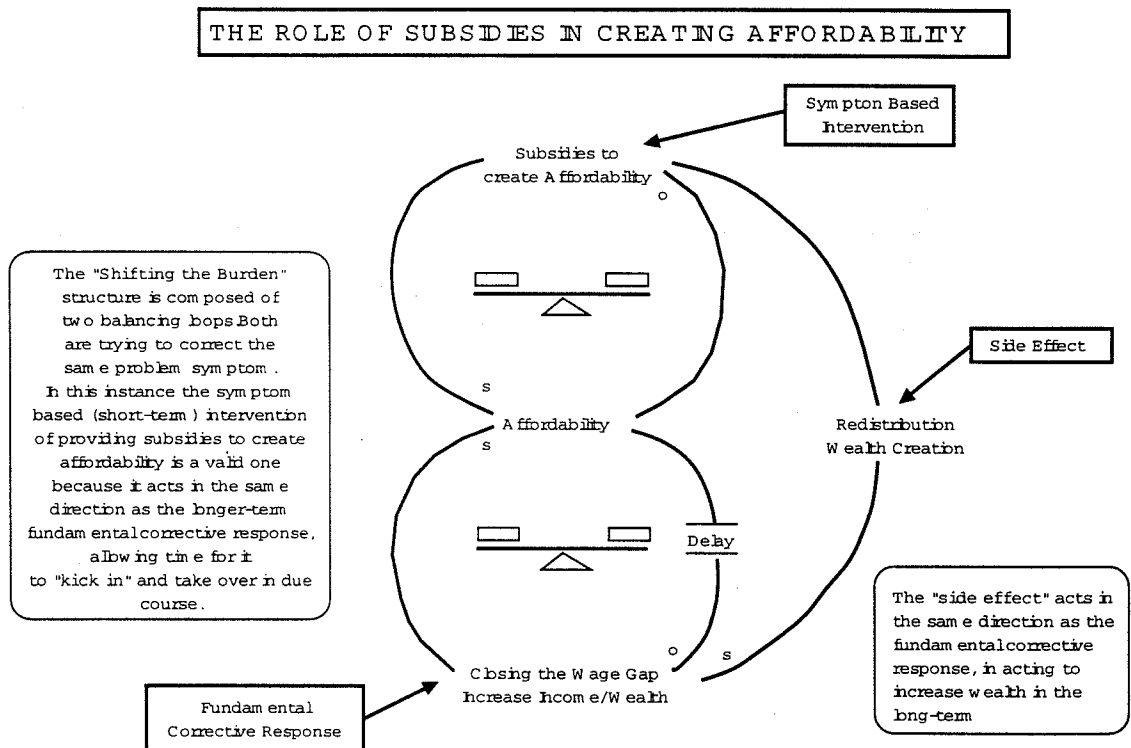 THE ROLE OF SUBSIDIES IN CREATING AFFORDABILITY
Sympton Based
Intervention
Subsidies to
create Affordability
o
The "Shifting the Burden"
structure is composed of
two balancing loops.Both
are trying to correct the
same problem symptom.
In this instance the symptom
based (short-term) intervention
of providing subsidies to create
affordability is a valid one
because it acts in the same
direction as the longer-term
fundamental corrective response,
allowing time for it
to "kick in" and take over in due
course.
Side Effect
s
Affordability
s
Redistribution
Wealth Creation
Delay
The "side effect" acts in
the same direction as the
fundamental corrective
response, in acting to
increase wealth in the
long-term
o
s
Closing the Wage Gap
Increase Income/Wealth
Fundamental
Corrective Response